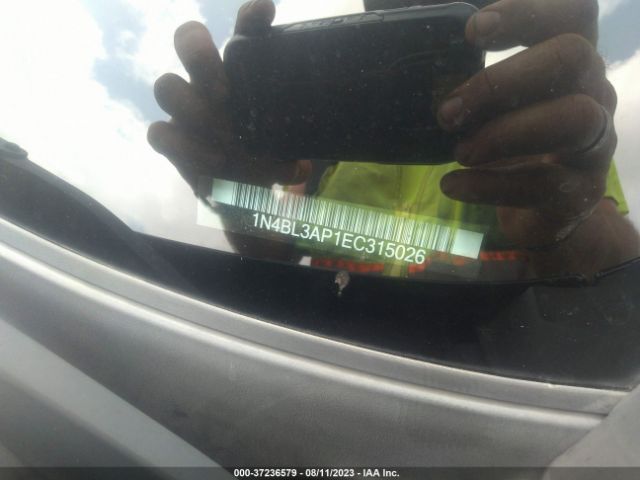 1N4BL3AP1EC315026
000-37236579 - 08/11/2023 - IAA Inc.